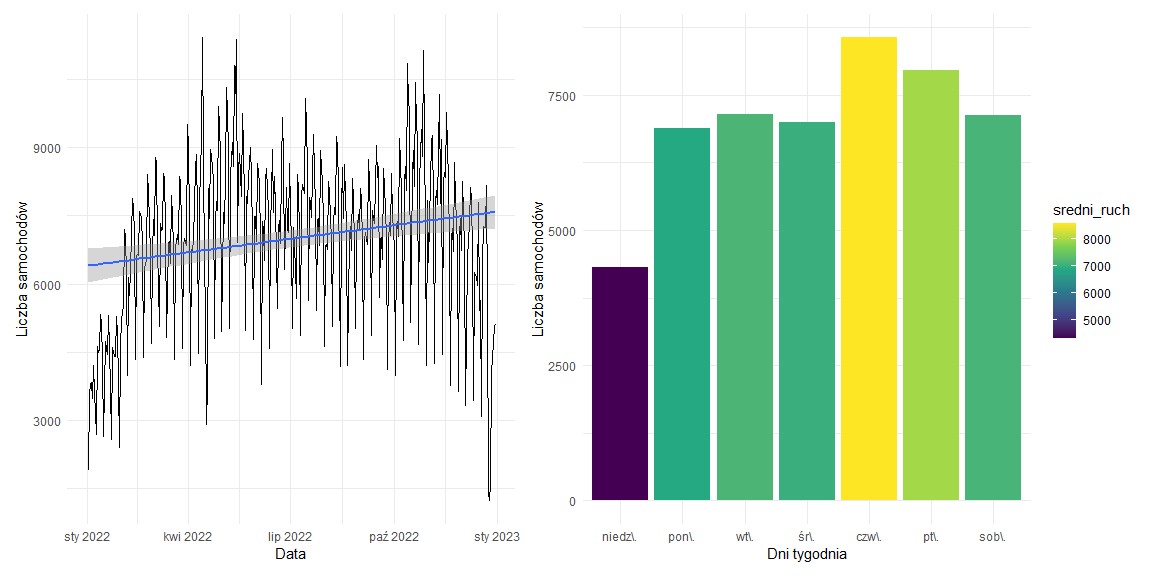 Liczba samochodów
9000
6000
3000
sty 2022
kwi 2022
lip 2022
paź 2022
sty 2023
Data
Liczba samochodów
7500
5000
2500
0
niedz\.
pon\.
wt\.
śr\.
czw\.
pt\.
sob\.
Dni tygodnia
sredni_ruch
8000
7000
6000
5000